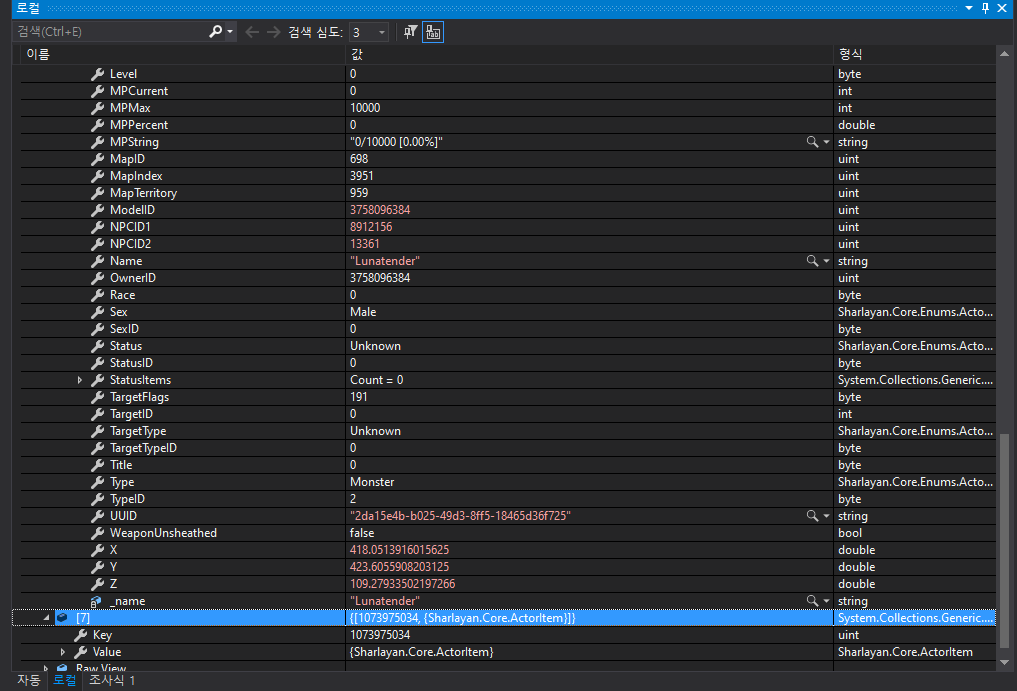 로컬
검색(Ctrl+E) 검색 심도: 3
이름 값 형식
Level 0 byte
MPCurrent 0 int
MPMax 10000 int
MPPercent 0 double
MPString "0/10000 [0.00%]" string
MapID 698 uint
MapIndex 3951 uint
MapTerritory 959 uint
ModelID 3758096384 uint
NPCID1 8912156 uint
NPCID2 13361 uint
Name "Lunatender" string
OwnerID 3758096384 uint
Race 0 byte
Sex Male Sharlayan.Core.Enums.Acto...
SexID 0 byte
Status Unknown Sharlayan.Core.Enums.Acto...
StatusID 0 byte
StatusItems Count = 0 System.Collections.Generic....
TargetFlags 191 byte
TargetID 0 int
TargetType Unknown Sharlayan.Core.Enums.Acto...
TargetTypeID 0 byte
Title 0 byte
Type Monster Sharlayan.Core.Enums.Acto...
TypeID 2 byte
UUID "2da15e4b-b025-49d3-8ff5-18465d36f725" string
WeaponUnsheathed false bool
X 418.0513916015625 double
Y 423.6055908203125 double
Z 109.27933502197266 double
_name "Lunatender" string
[7] {[1073975034, {Sharlayan.Core.ActorItem}]} System.Collections.Generic....
Key 1073975034 uint
Value {Sharlayan.Core.ActorItem} Sharlayan.Core.ActorItem
Raw View
자동 로컬 조사식 1